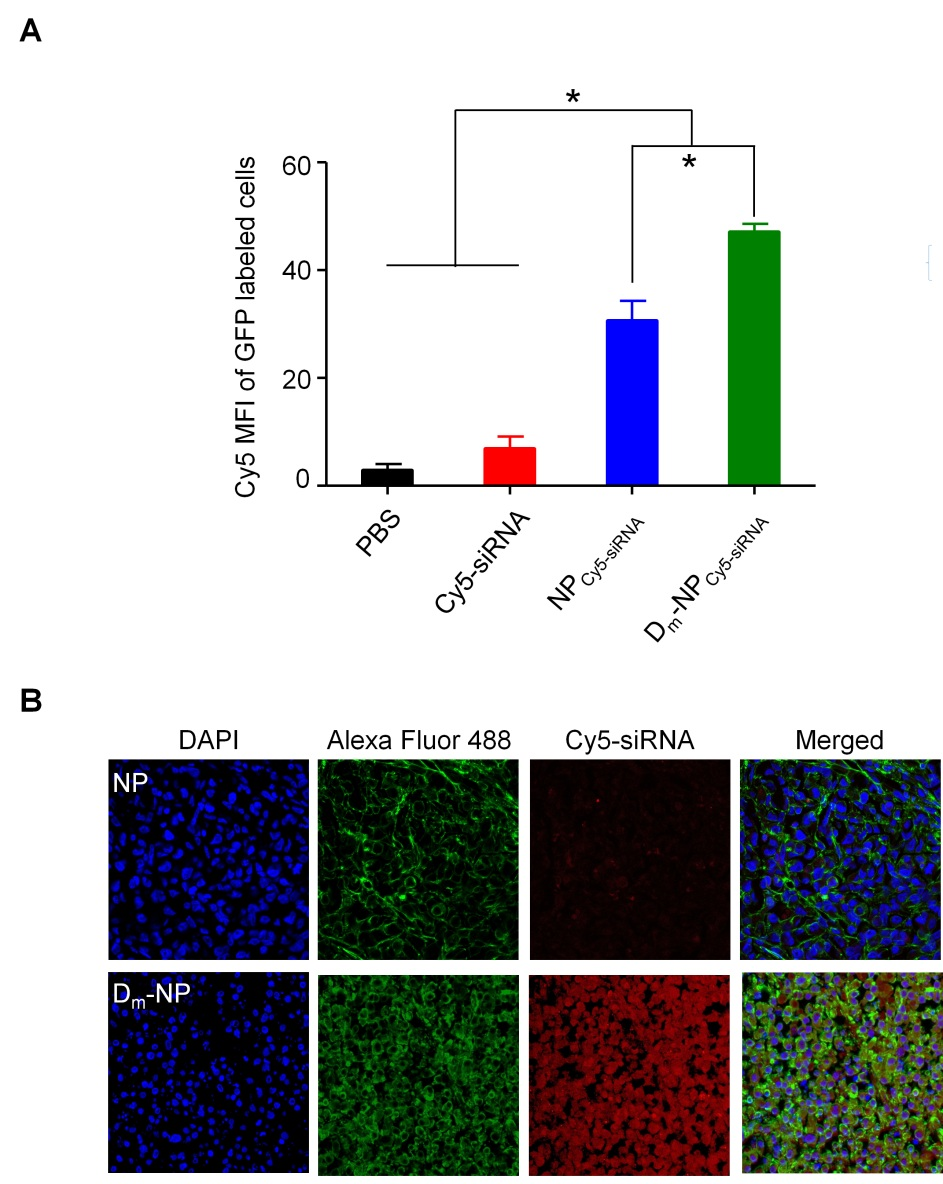 A
*
*
Cy5 MFI of GFP labeled cells
60
40
20
0
PBS
Cy5-siRNA
NP Cy5-siRNA
Dm-NP Cy5-siRNA
B
DAPI Alexa Fluor 488 Cy5-siRNA Merged
NP
Dm-NP